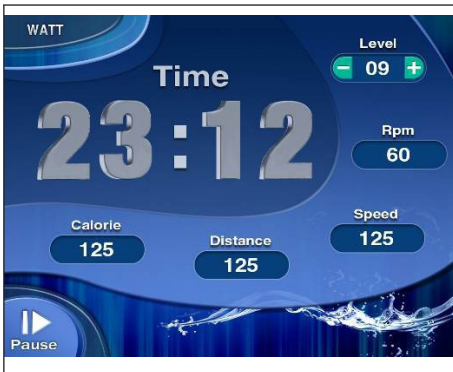 WATT
Level
− 09 +
Time
23:12
Rpm
60
Calorie
125
Distance
125
Speed
125
Pause